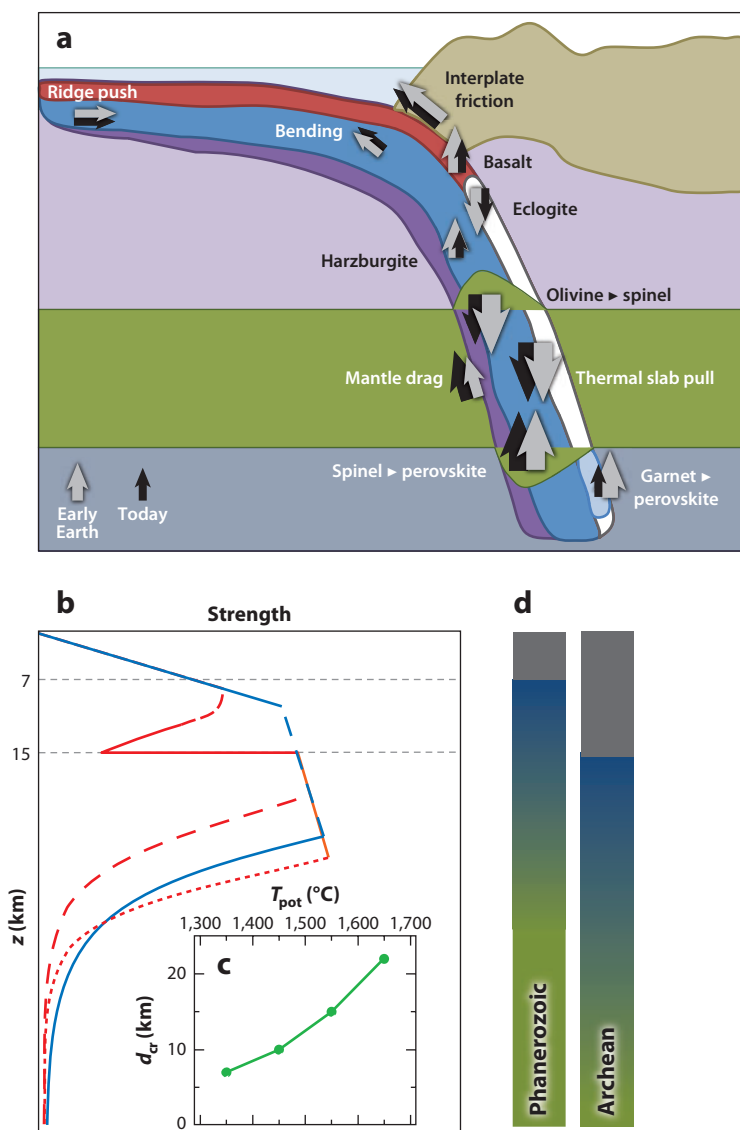 a
Ridge push
Interplate
friction
Bending
Basalt
Eclogite
Harzburgite
Olivine ▸ spinel
Mantle drag
Thermal slab pull
Spinel ▸ perovskite
Garnet ▸
perovskite
Early
Earth
Today
b
Strength
d
7
15
z (km)
T pot (°C)
1,300 1,400 1,500 1,600 1,700
c
20
10
0
d cr (km)
Phanerozoic
Archean